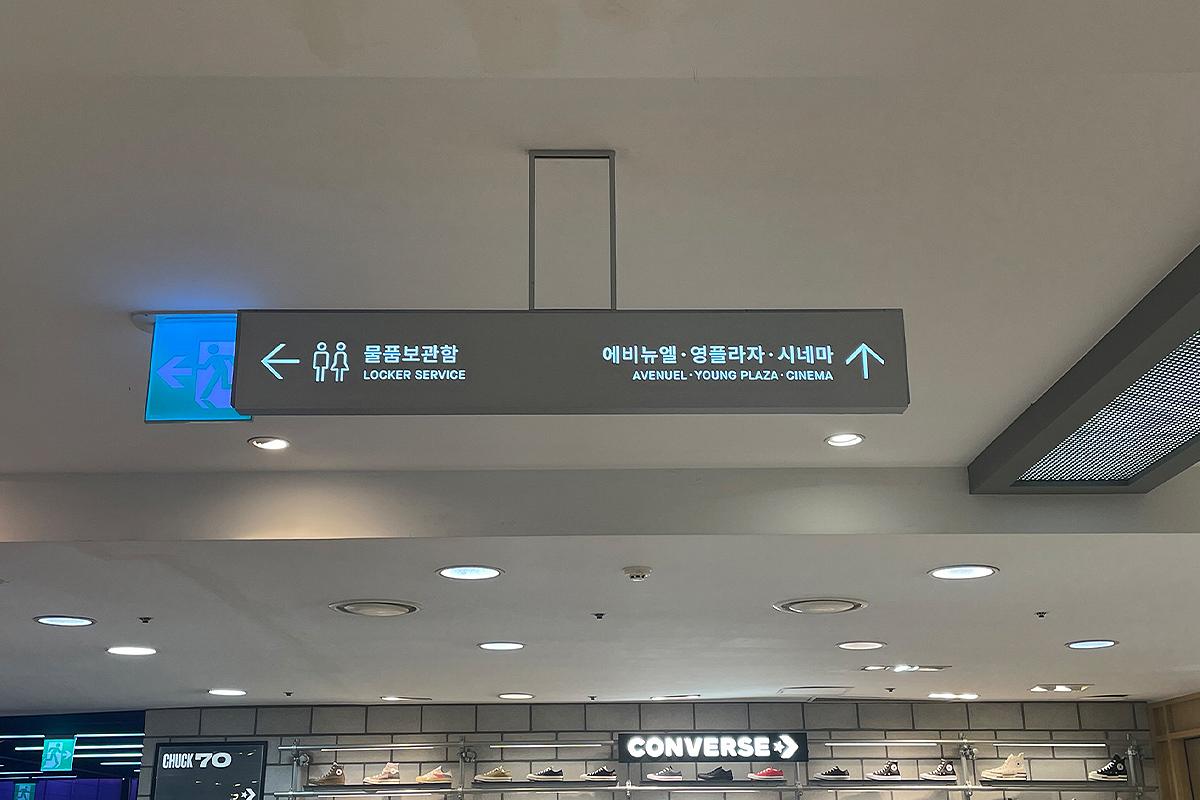 물품보관함
LOCKER SERVICE
에비뉴엘·영플라자·시네마
AVENUEL·YOUNG PLAZA·CINEMA
CHUCK 70
CONVERSE